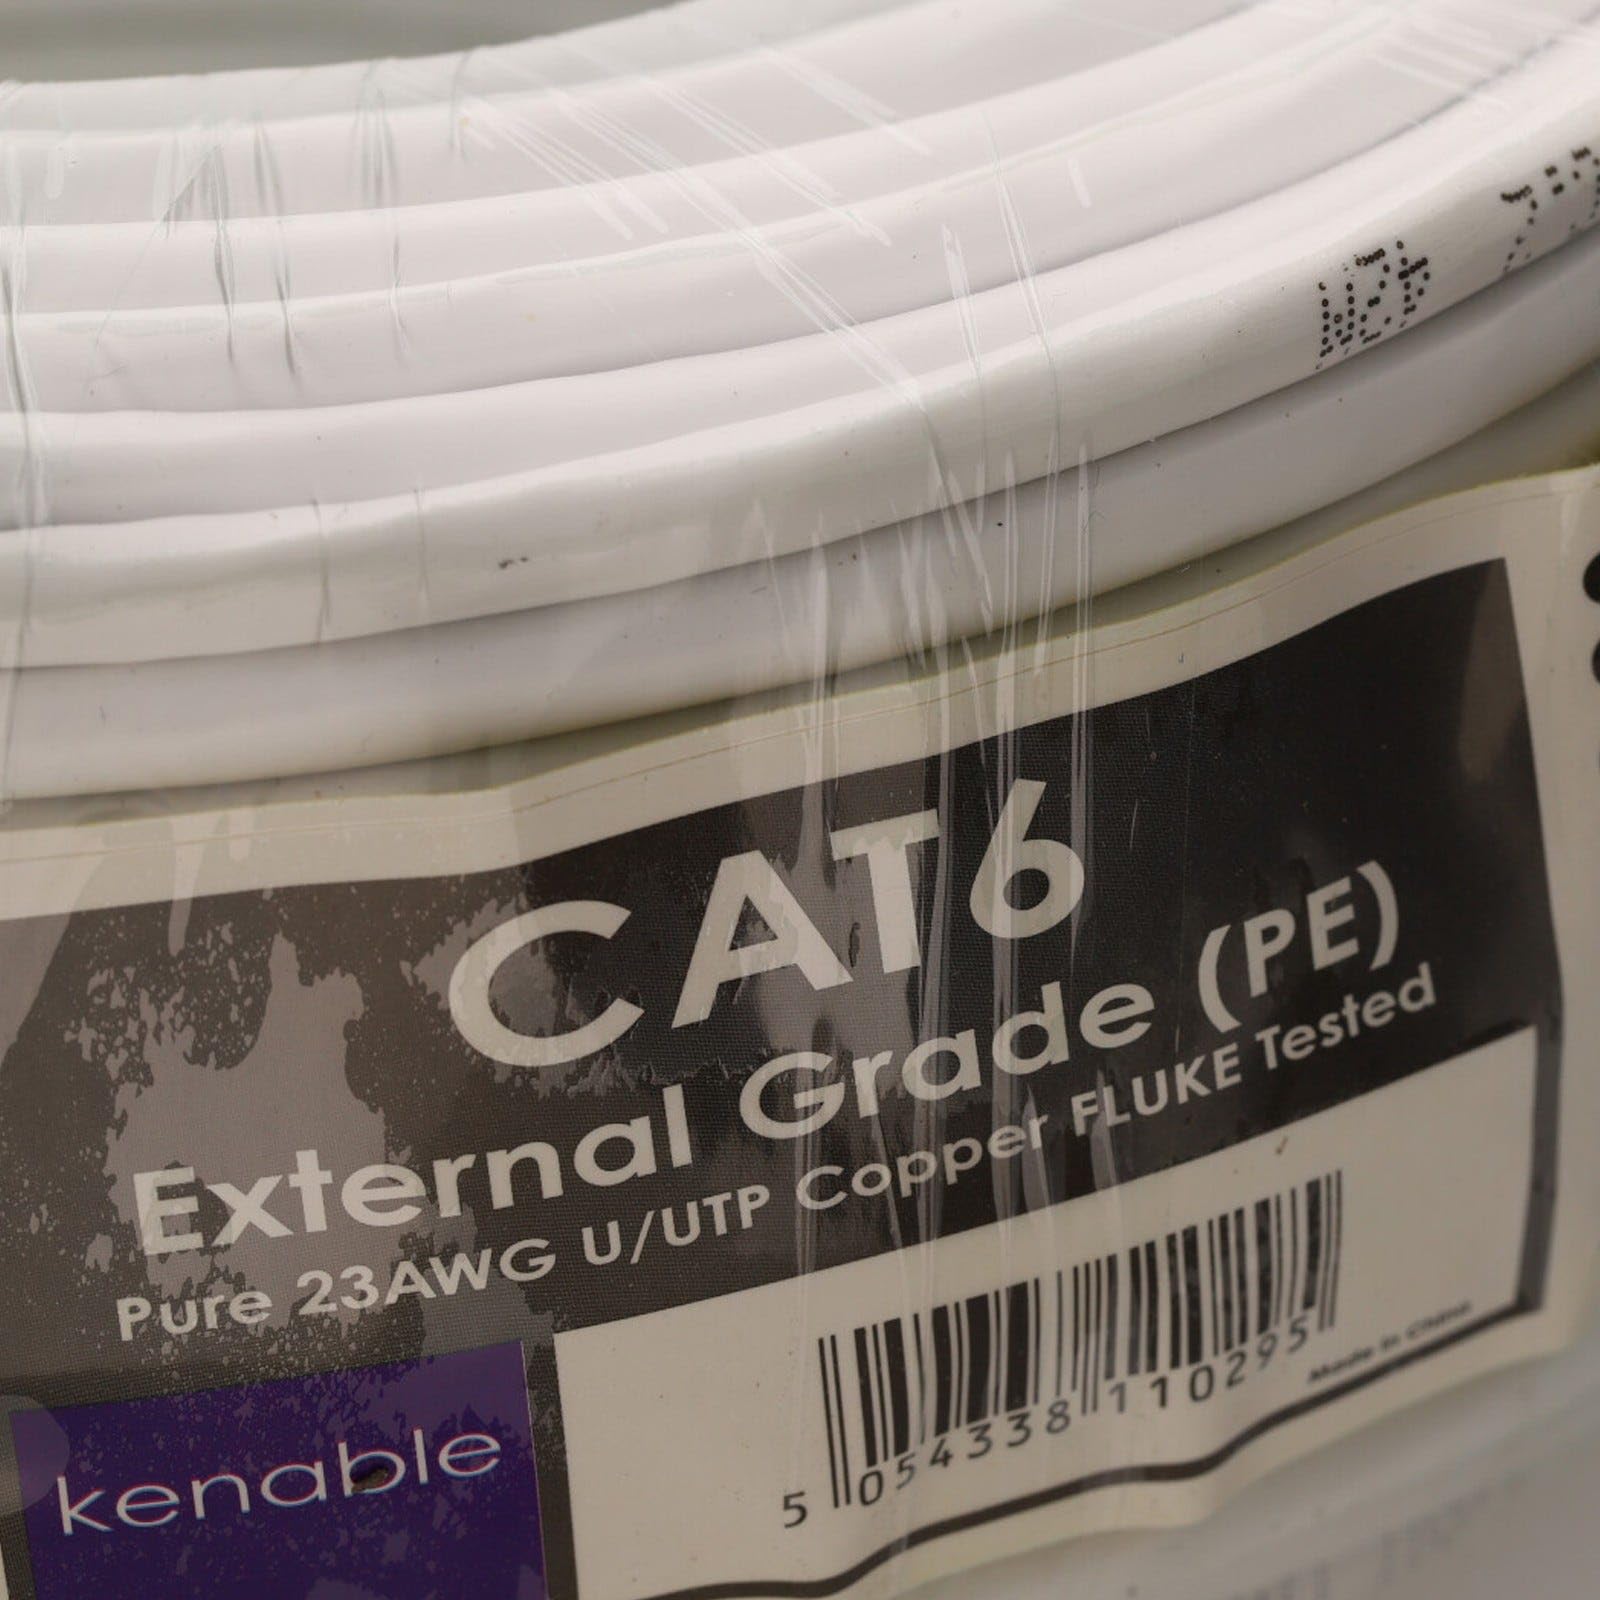 CAT6
External Grade (PE)
Pure 23AWG U/UTP Copper FLUKE Tested
kenable
5 054338 110295
Made in China